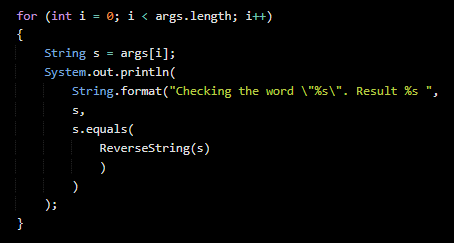 for (int i = 0; i < args.length; i++)
{
    String s = args[i];
    System.out.println(
        String.format("Checking the word \"%s\". Result %s ",
        s,
        s.equals(
            ReverseString(s)
            )
        )
    );
}